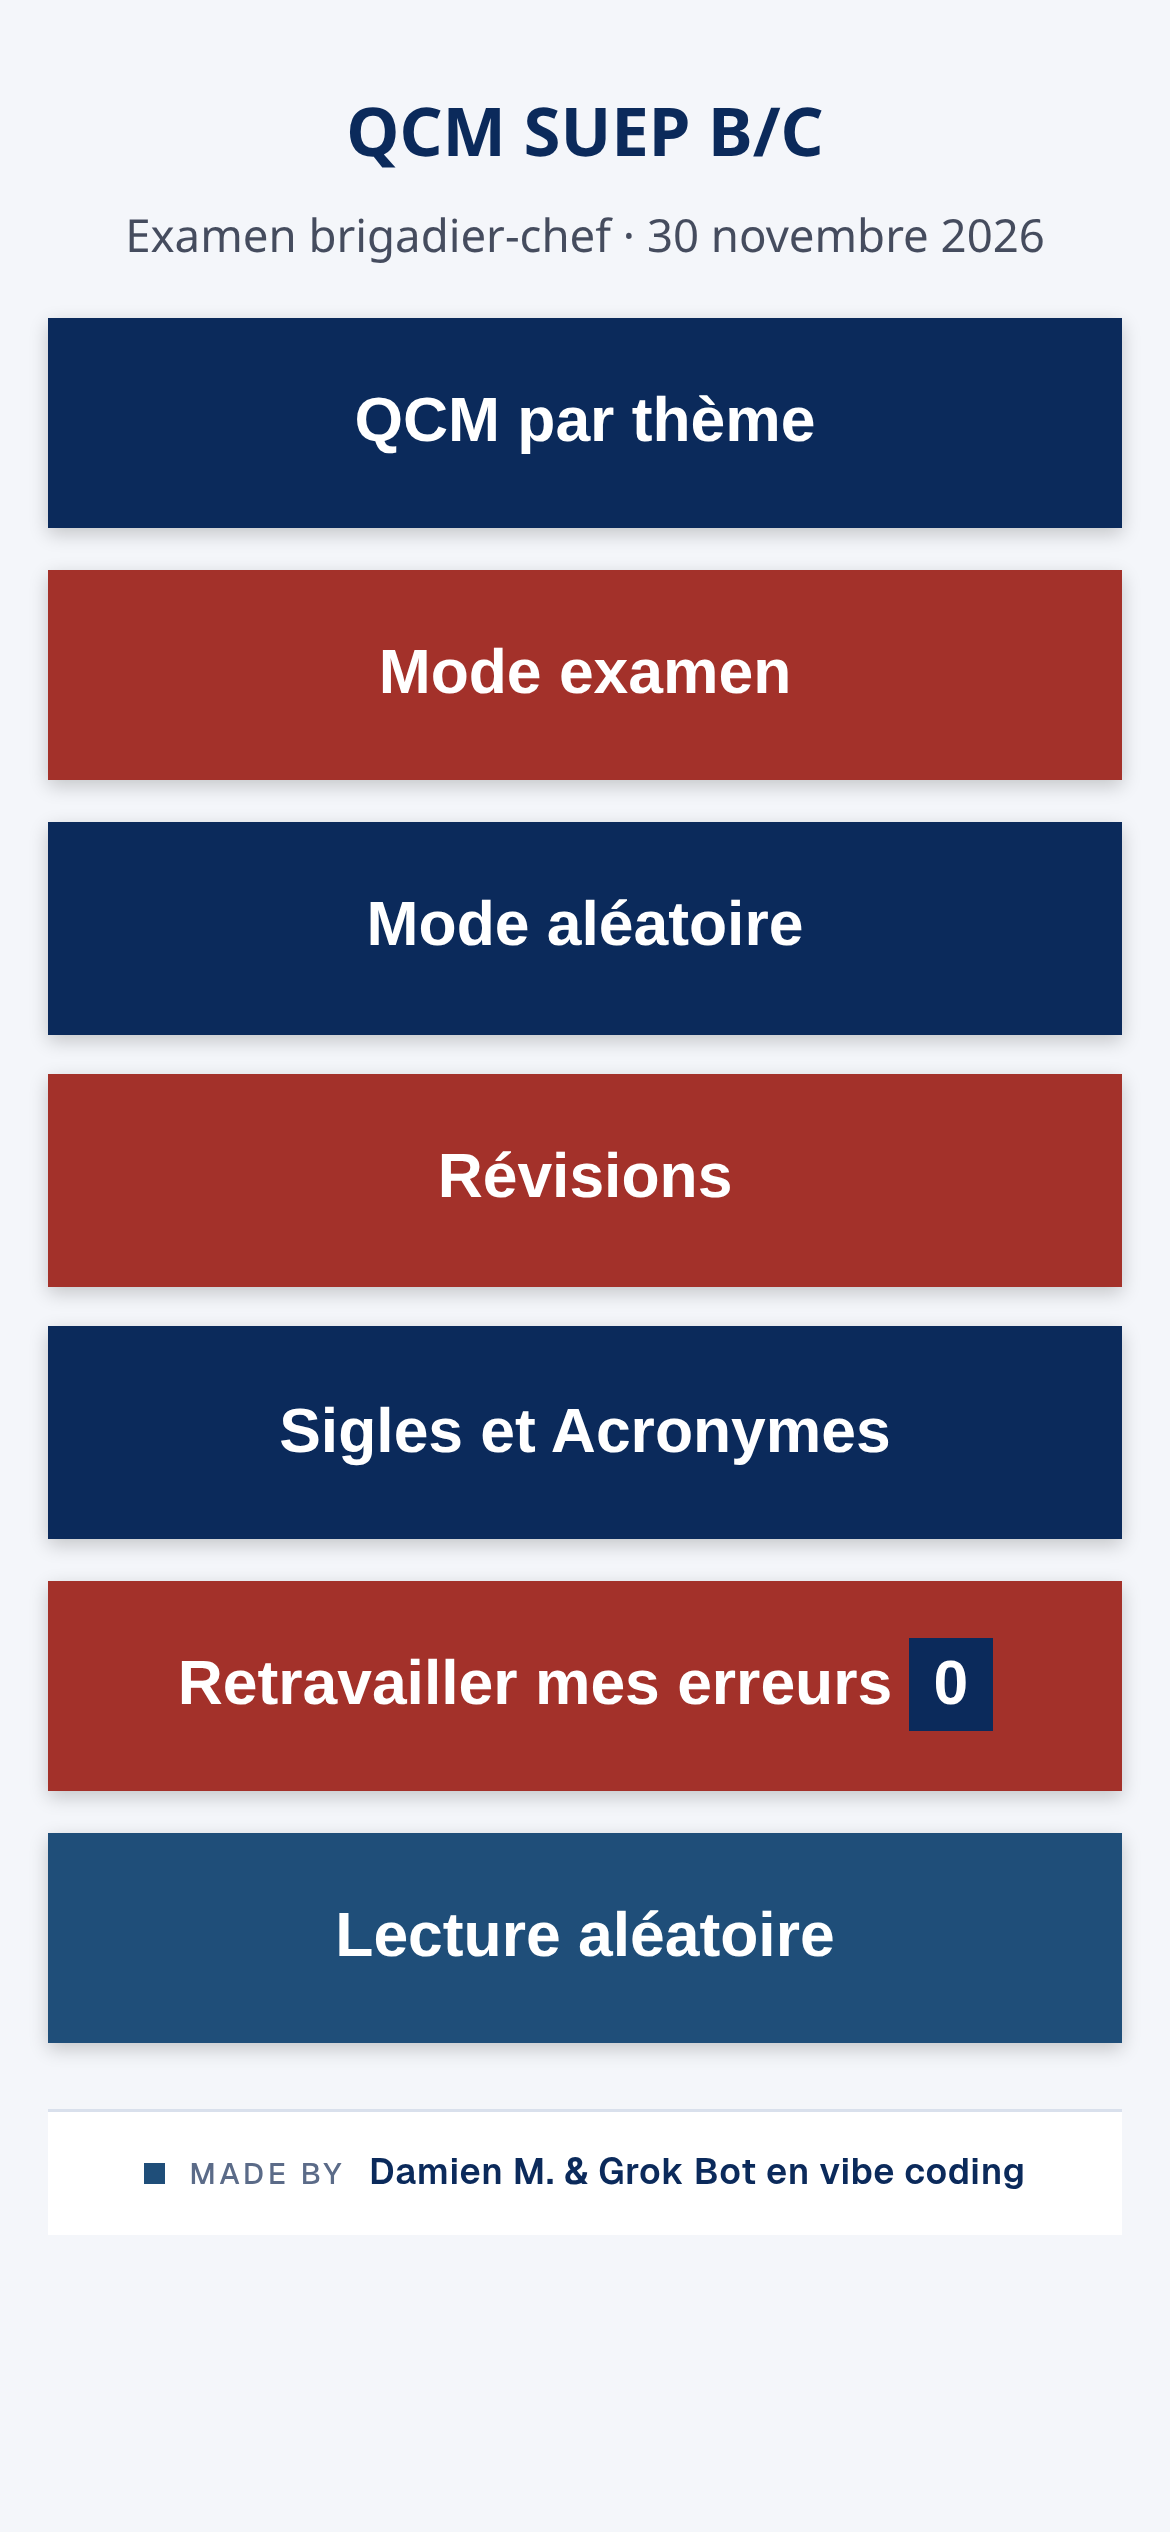 QCM SUEP B/C
Examen brigadier-chef · 30 novembre 2026
QCM par thème
Mode examen
Mode aléatoire
Révisions
Sigles et Acronymes
Retravailler mes erreurs 0
Lecture aléatoire
MADE BY Damien M. & Grok Bot en vibe coding